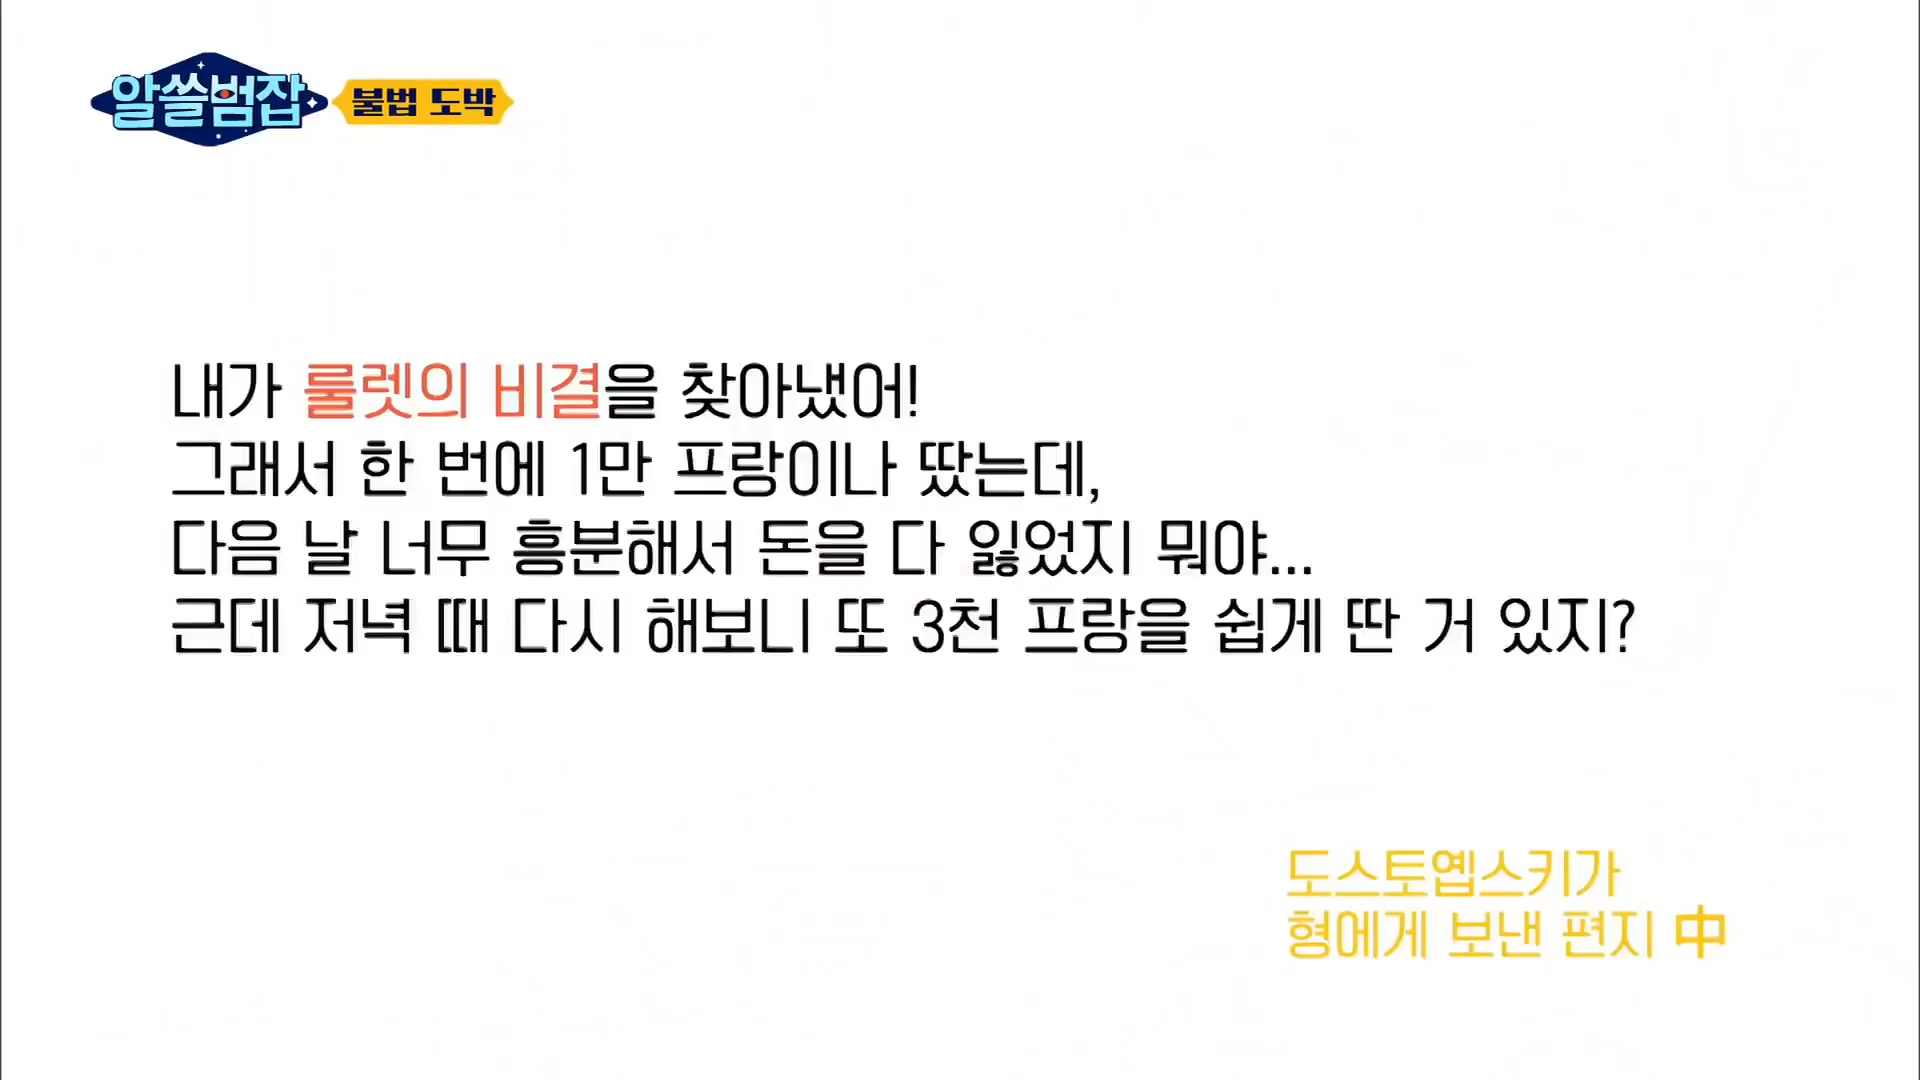 알쓸범잡 불법 도박
내가 룰렛의 비결을 찾아냈어!
그래서 한 번에 1만 프랑이나 땄는데,
다음 날 너무 흥분해서 돈을 다 잃었지 뭐야...
근데 저녁 때 다시 해보니 또 3천 프랑을 쉽게 딴 거 있지?
도스토옙스키가
형에게 보낸 편지 中